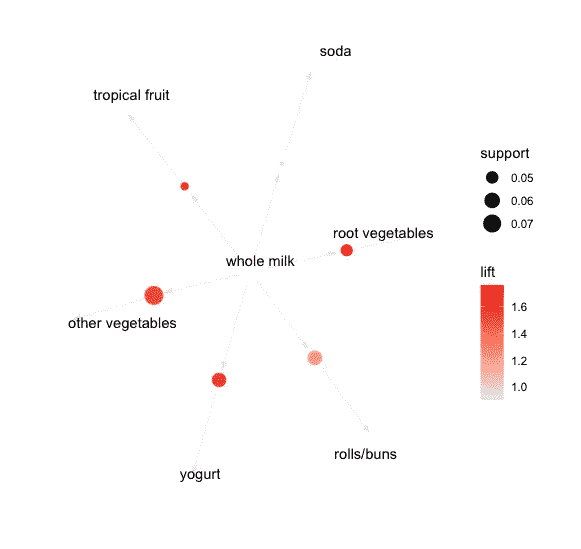 soda
tropical fruit
support
0.05
0.06
0.07
root vegetables
whole milk
lift
1.6
1.4
1.2
1.0
other vegetables
rolls/buns
yogurt